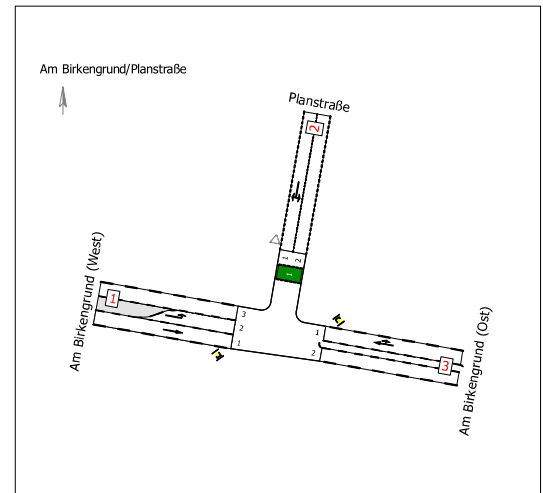 Am Birkengrund/Planstraße
Planstraße
2
1
2
1
Am Birkengrund (West)
1
3
2
1
1
2
3
Am Birkengrund (Ost)